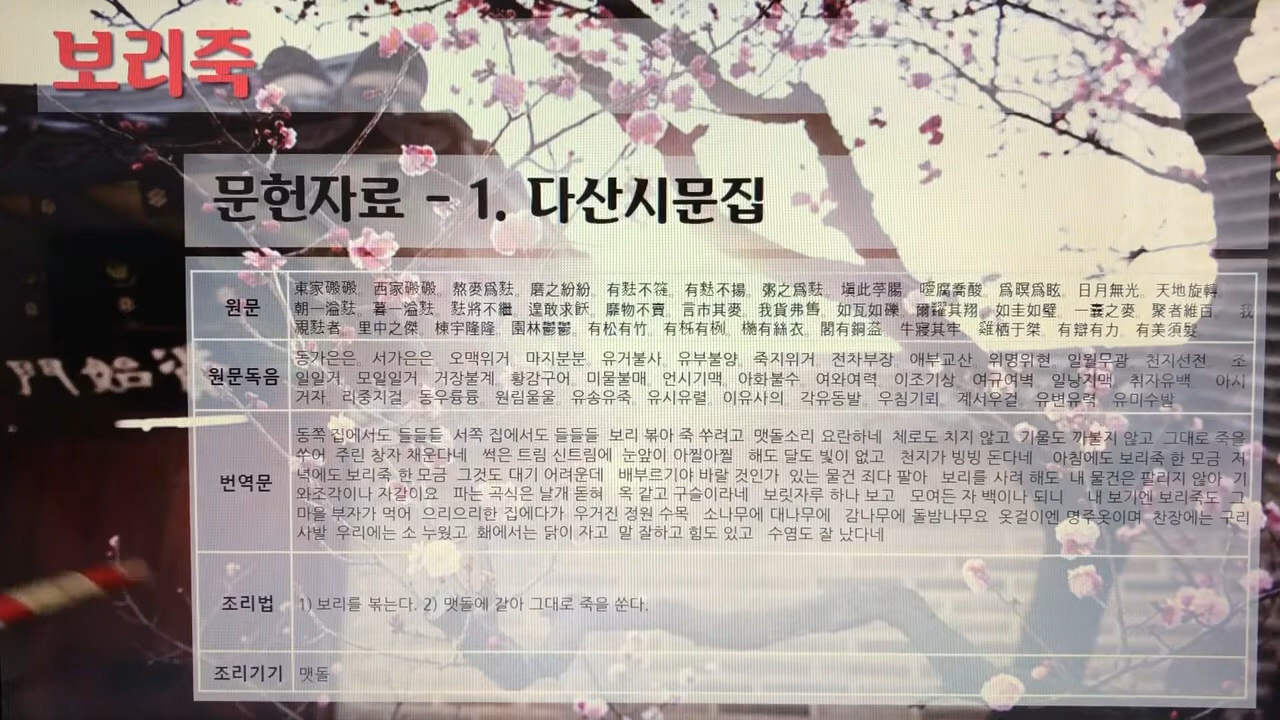 보리죽
문헌자료 - 1. 다산시문집
원문
東家磤磤 西家磤磤 熬麥爲麮 磨之紛紛 有麩不揚 粥之爲麮 塡此 腸 噯腐喬酸 爲暝爲眩 日月無光 天地旋轉
朝一溢麮 暮一溢麮 麮將不繼 遑敢求飫 靡物不賣 言市其麥 我貨弗售 如瓦如礫 爾糴其翔 如圭如璧 一囊之麥 聚者維百 我
覗麮者 里中之傑 棟宇隆隆 園林鬱鬱 有松有竹 有栵 有絲衣 閣有銅 牛寢其牢 雞栖于桀 有辯有力 有美須髮
원문독음
동가은은 서가은은 오맥위거 마지분분 유거불사 유부불양 죽지위거 전자부장 애부교산 위명위현 일월무광 천지선전 조
일일거 모일일거 거장불계 황감구어 미물불매 언시기맥 아화불수 여와여력 이조기상 여규여벽 일낭지맥 취자유백 아시
거자 리중지걸 동우륭륭 원림울울 유송유죽 유시유렬 이유사의 각유동발 우침기뢰 계서우걸 유변유력 유미수발
번역문
동쪽 집에서도 들들들 서쪽 집에서도 들들들 보리 볶아 죽 쑤려고 맷돌소리 요란하네 체로도 치지 않고 기울도 까불지 않고 그대로 죽을
쑤어 주린 창자 채운다네 썩은 트림 신트림에 눈앞이 아찔아찔 해도 달도 빛이 없고 천지가 빙빙 돈다네 아침에도 보리죽 한 모금 저
녁에도 보리죽 한 모금 그것도 대기 어려운데 배부르기야 바랄 것인가 있는 물건 죄다 팔아 보리를 사려 해도 내 물건은 팔리지 않아 기
와조각이나 자갈이요 파는 곡식은 날개 돋혀 옥 같고 구슬이라네 보릿자루 하나 보고 모여든 자 백이나 되니 내 보기엔 보리죽도 그
마을 부자가 먹어 으리으리한 집에다가 우거진 정원 수목 소나무에 대나무에 감나무에 돌밤나무요 옷걸이엔 명주옷이며 찬장에는 구리
사발 우리에는 소 누웠고 홰에서는 닭이 자고 말 잘하고 힘도 있고 수염도 잘 났다네
조리법
1) 보리를 볶는다. 2) 맷돌에 갈아 그대로 죽을 쑨다.
조리기기
맷돌